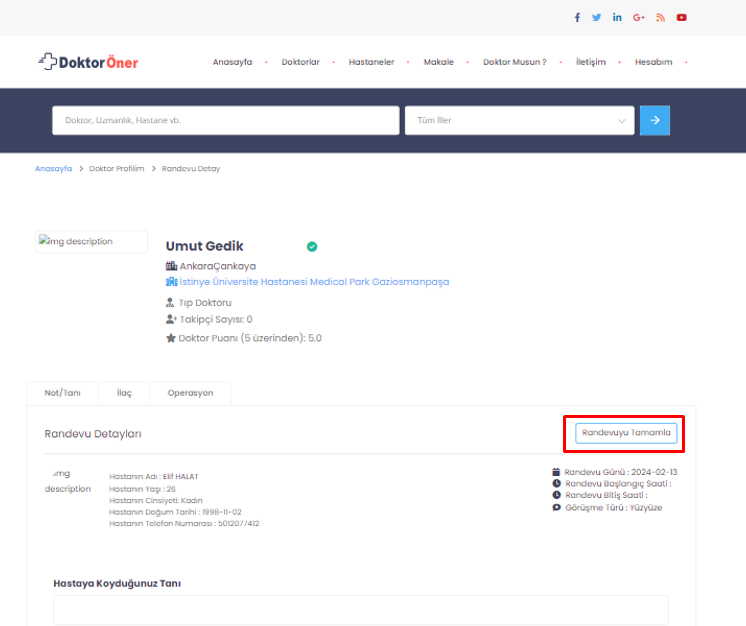 DoktorÖner
Anasayfa • Doktorlar • Hastaneler • Makale • Doktor Musun ? • İletişim • Hesabım •
Doktor, Uzmanlık, Hastane vb. Tüm İller
Anasayfa > Doktor Profilim > Randevu Detay
img description
Umut Gedik
AnkaraÇankaya
İstinye Üniversite Hastanesi Medical Park Gaziosmanpaşa
Tıp Doktoru
Takipçi Sayısı: 0
Doktor Puanı (5 üzerinden): 5.0
Not/Tanı İlaç Operasyon
Randevu Detayları
Randevuyu Tamamla
img
description
Hastanın Adı : Elif HALAT
Hastanın Yaşı : 26
Hastanın Cinsiyeti: Kadın
Hastanın Doğum Tarihi : 1998-11-02
Hastanın Telefon Numarası : 5012077412
Randevu Günü : 2024-02-13
Randevu Başlangıç Saati :
Randevu Bitiş Saati :
Görüşme Türü : Yüzyüze
Hastaya Koyduğunuz Tanı